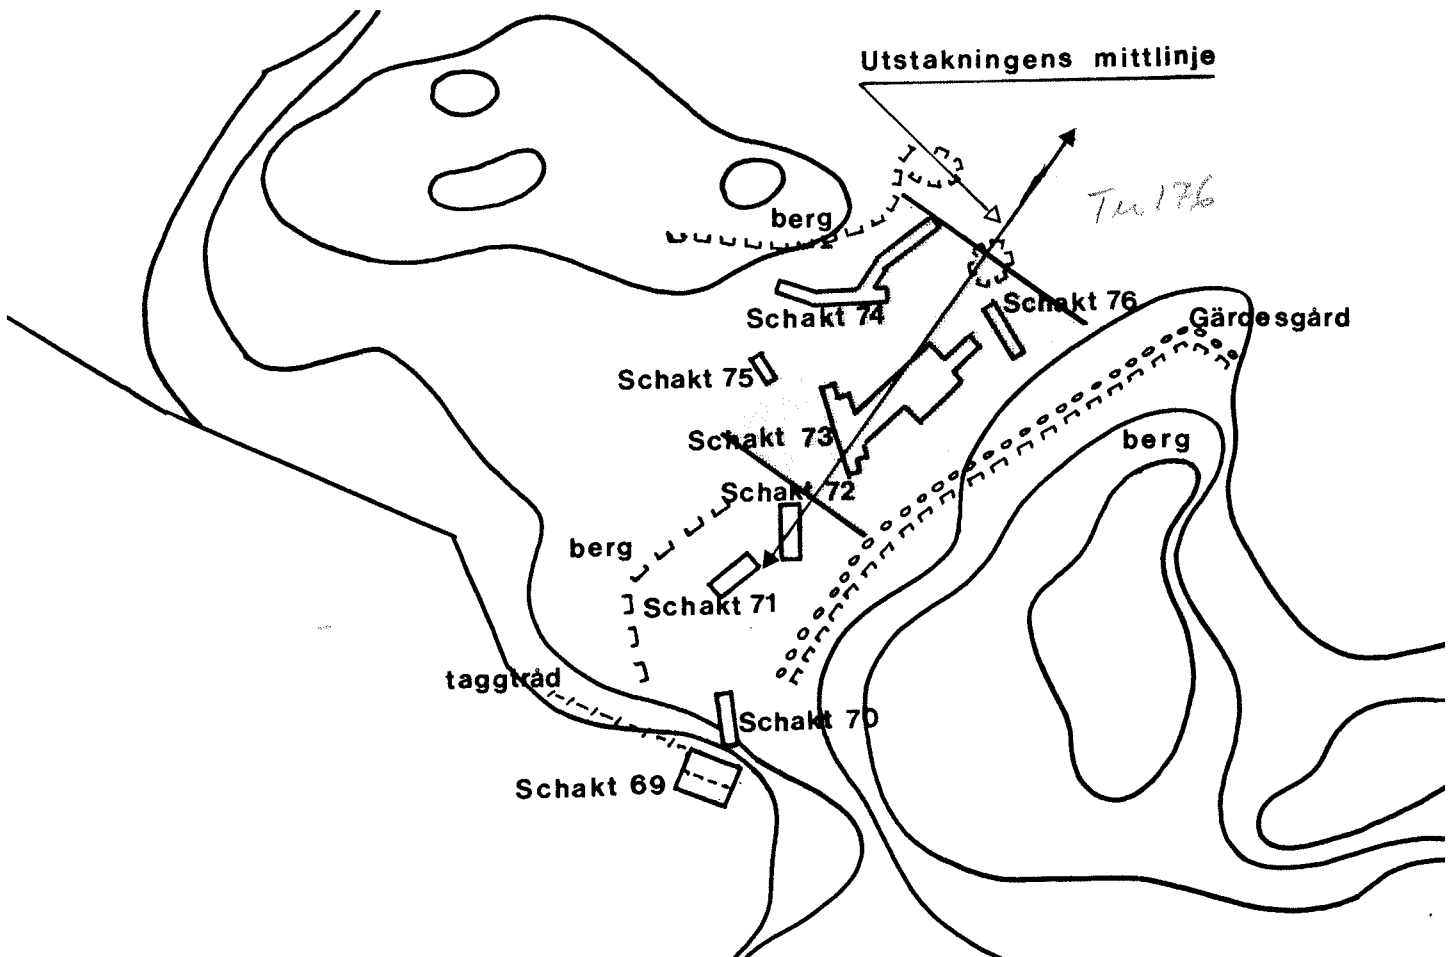 Utstakningens mittlinje
berg
Schakt 74
Schakt 76
Gärdesgård
Schakt 75
Schakt 73
berg
Schakt 72
berg
Schakt 71
taggtråd
Schakt 70
Schakt 69